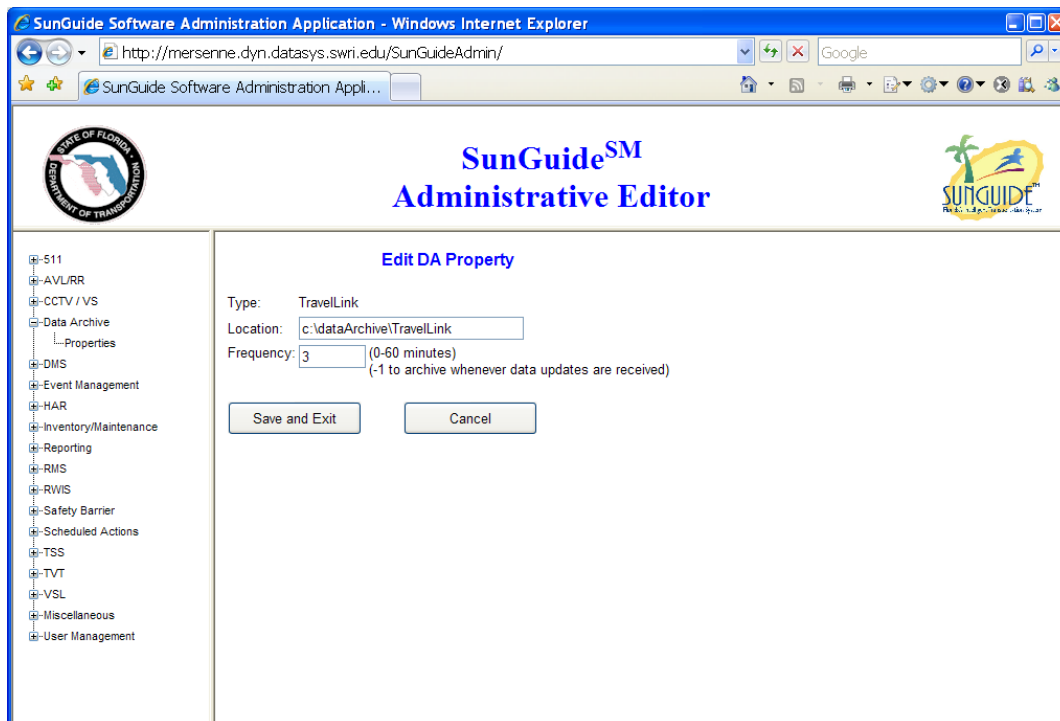 SunGuide Software Administration Application - Windows Internet Explorer
http://mersenne.dyn.datasys.swri.edu/SunGuideAdmin/
Google
SunGuide Software Administration Appli...
STATE OF FLORIDA
DEPARTMENT OF TRANSPORTATION
SunGuideSM
Administrative Editor
SUNGUIDE
511
AVL/RR
CCTV / VS
Data Archive
Properties
DMS
Event Management
HAR
Inventory/Maintenance
Reporting
RMS
RWIS
Safety Barrier
Scheduled Actions
TSS
TVT
VSL
Miscellaneous
User Management
Edit DA Property
Type: TravelLink
Location: c:\dataArchive\TravelLink
Frequency: 3 (0-60 minutes)
(-1 to archive whenever data updates are received)
Save and Exit Cancel